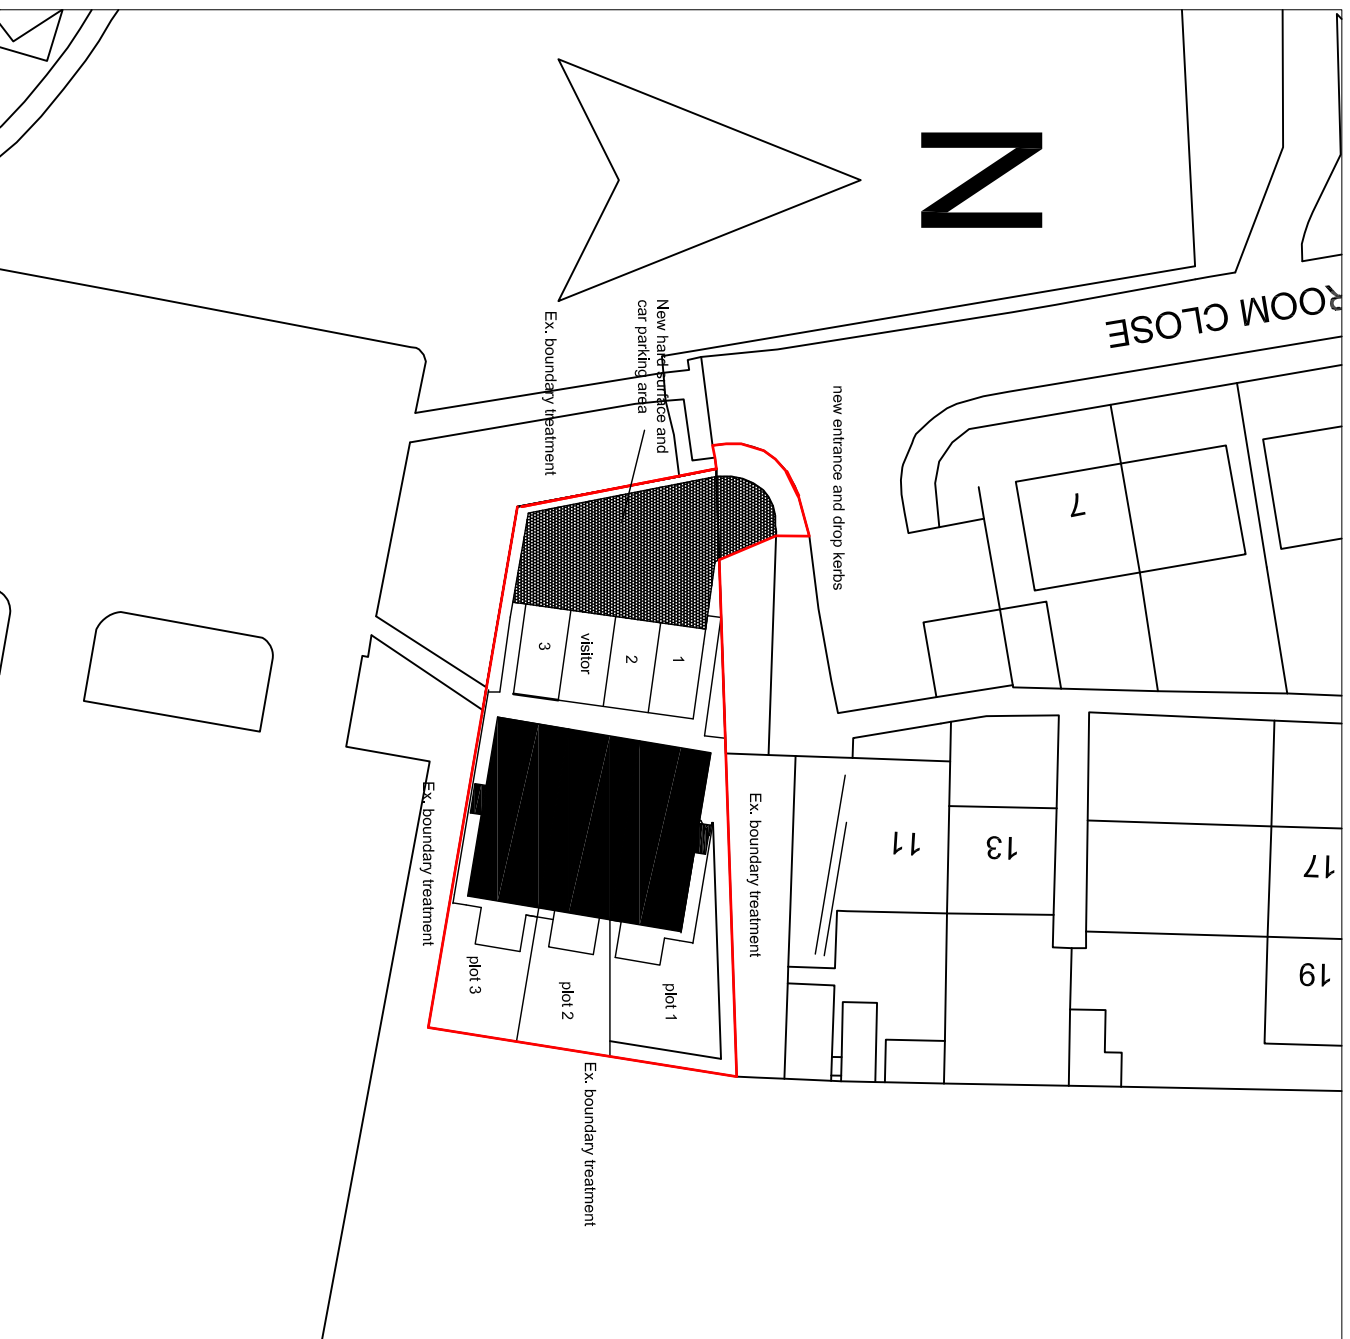 N
ROOM CLOSE
Ex. boundary treatment
New hard surface and
car parking area
new entrance and drop kerbs
7
3
visitor
2
1
Ex. boundary treatment
Ex. boundary treatment
11
13
17
19
plot 3
plot 2
plot 1
Ex. boundary treatment